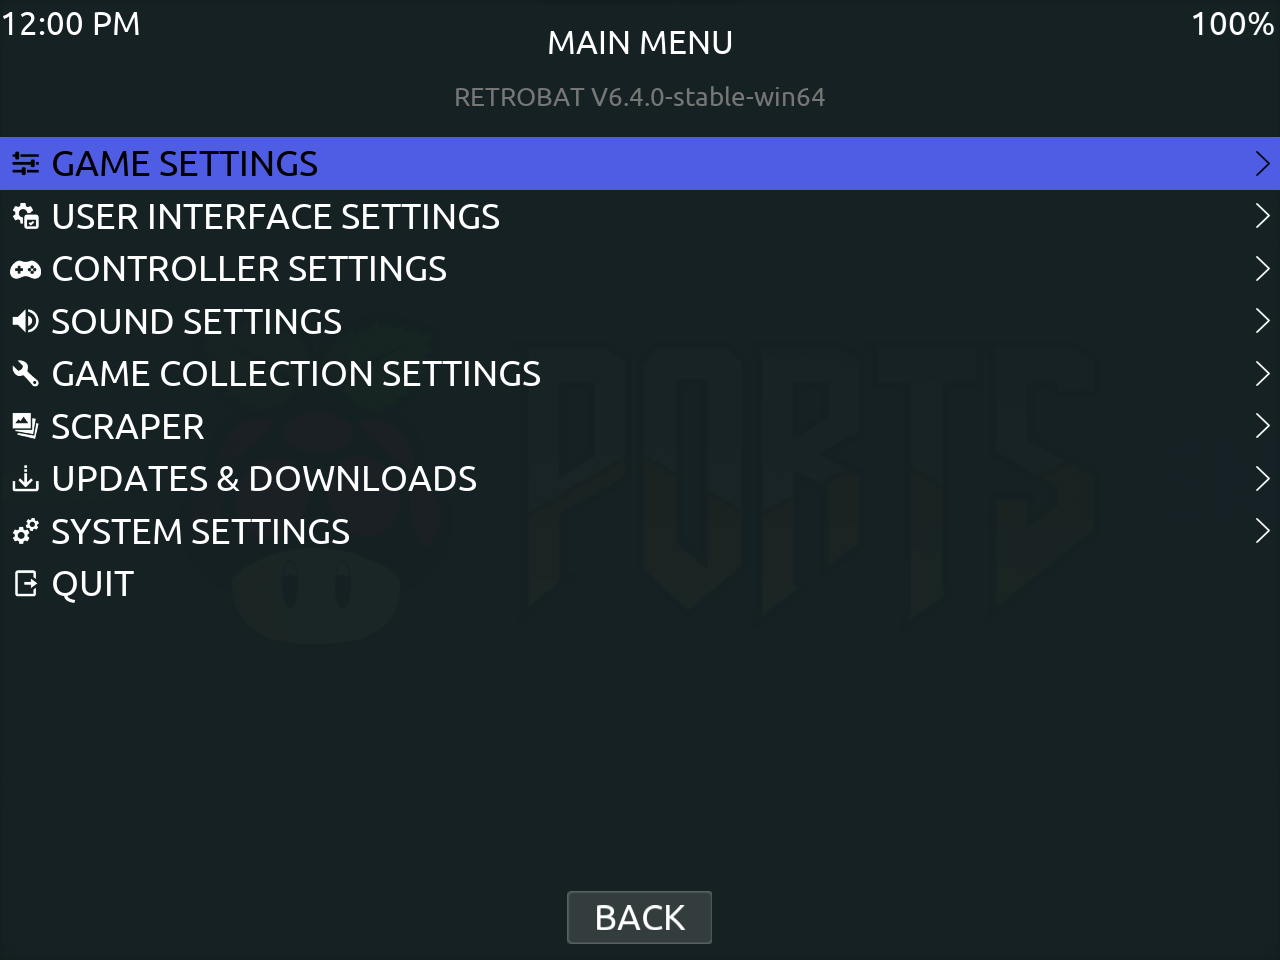 12:00 PM
100%
MAIN MENU
RETROBAT V6.4.0-stable-win64
GAME SETTINGS
USER INTERFACE SETTINGS
CONTROLLER SETTINGS
SOUND SETTINGS
GAME COLLECTION SETTINGS
SCRAPER
UPDATES & DOWNLOADS
SYSTEM SETTINGS
QUIT
PORTS
BACK